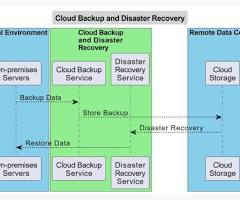 Cloud Backup and Disaster Recovery
l Environment
Cloud Backup
and Disaster
Recovery
Remote Data C
wn-premises
Servers
Cloud Backup
Service
Disaster
Recovery
Service
Cloud
Storage
Backup Data
Store Backup
Disaster Recovery
Restore Data
wn-premises
Servers
Cloud Backup
Service
Disaster
Recovery
Service
Cloud
Storage